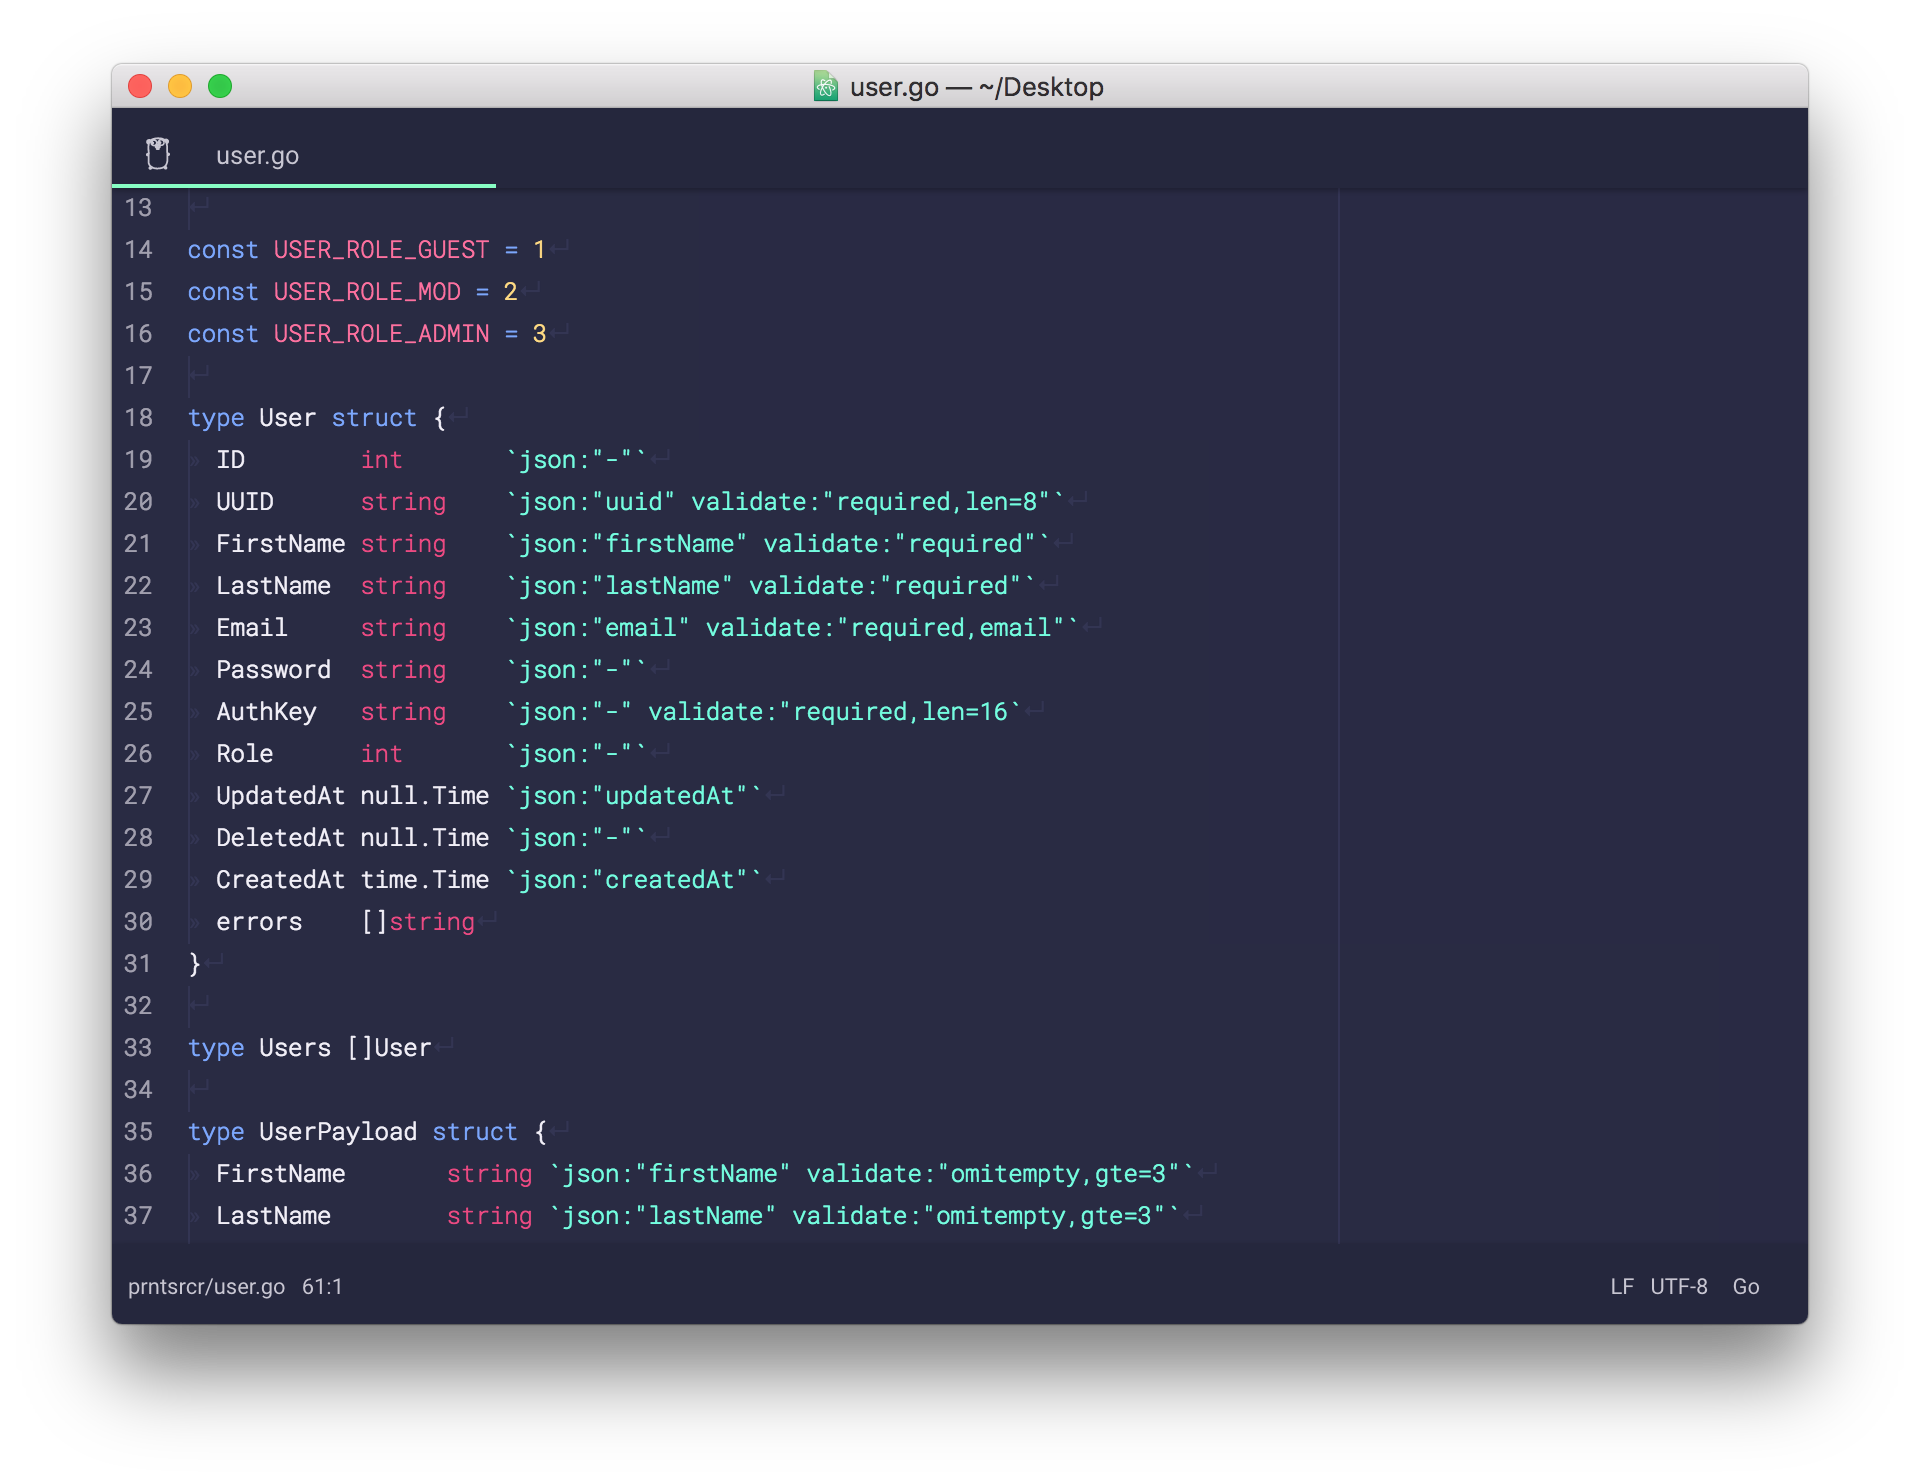 user.go — ~/Desktop
user.go
13
14 const USER_ROLE_GUEST = 1
15 const USER_ROLE_MOD = 2
16 const USER_ROLE_ADMIN = 3
17
18 type User struct {
19 ID        int       `json:"-"`
20 UUID      string    `json:"uuid" validate:"required,len=8"`
21 FirstName string    `json:"firstName" validate:"required"`
22 LastName  string    `json:"lastName" validate:"required"`
23 Email     string    `json:"email" validate:"required,email"`
24 Password  string    `json:"-"`
25 AuthKey   string    `json:"-" validate:"required,len=16`
26 Role      int       `json:"-"`
27 UpdatedAt null.Time `json:"updatedAt"`
28 DeletedAt null.Time `json:"-"`
29 CreatedAt time.Time `json:"createdAt"`
30 errors    []string
31 }
32
33 type Users []User
34
35 type UserPayload struct {
36 FirstName       string `json:"firstName" validate:"omitempty,gte=3"`
37 LastName        string `json:"lastName" validate:"omitempty,gte=3"`
prntsrcr/user.go 61:1 LF UTF-8 Go